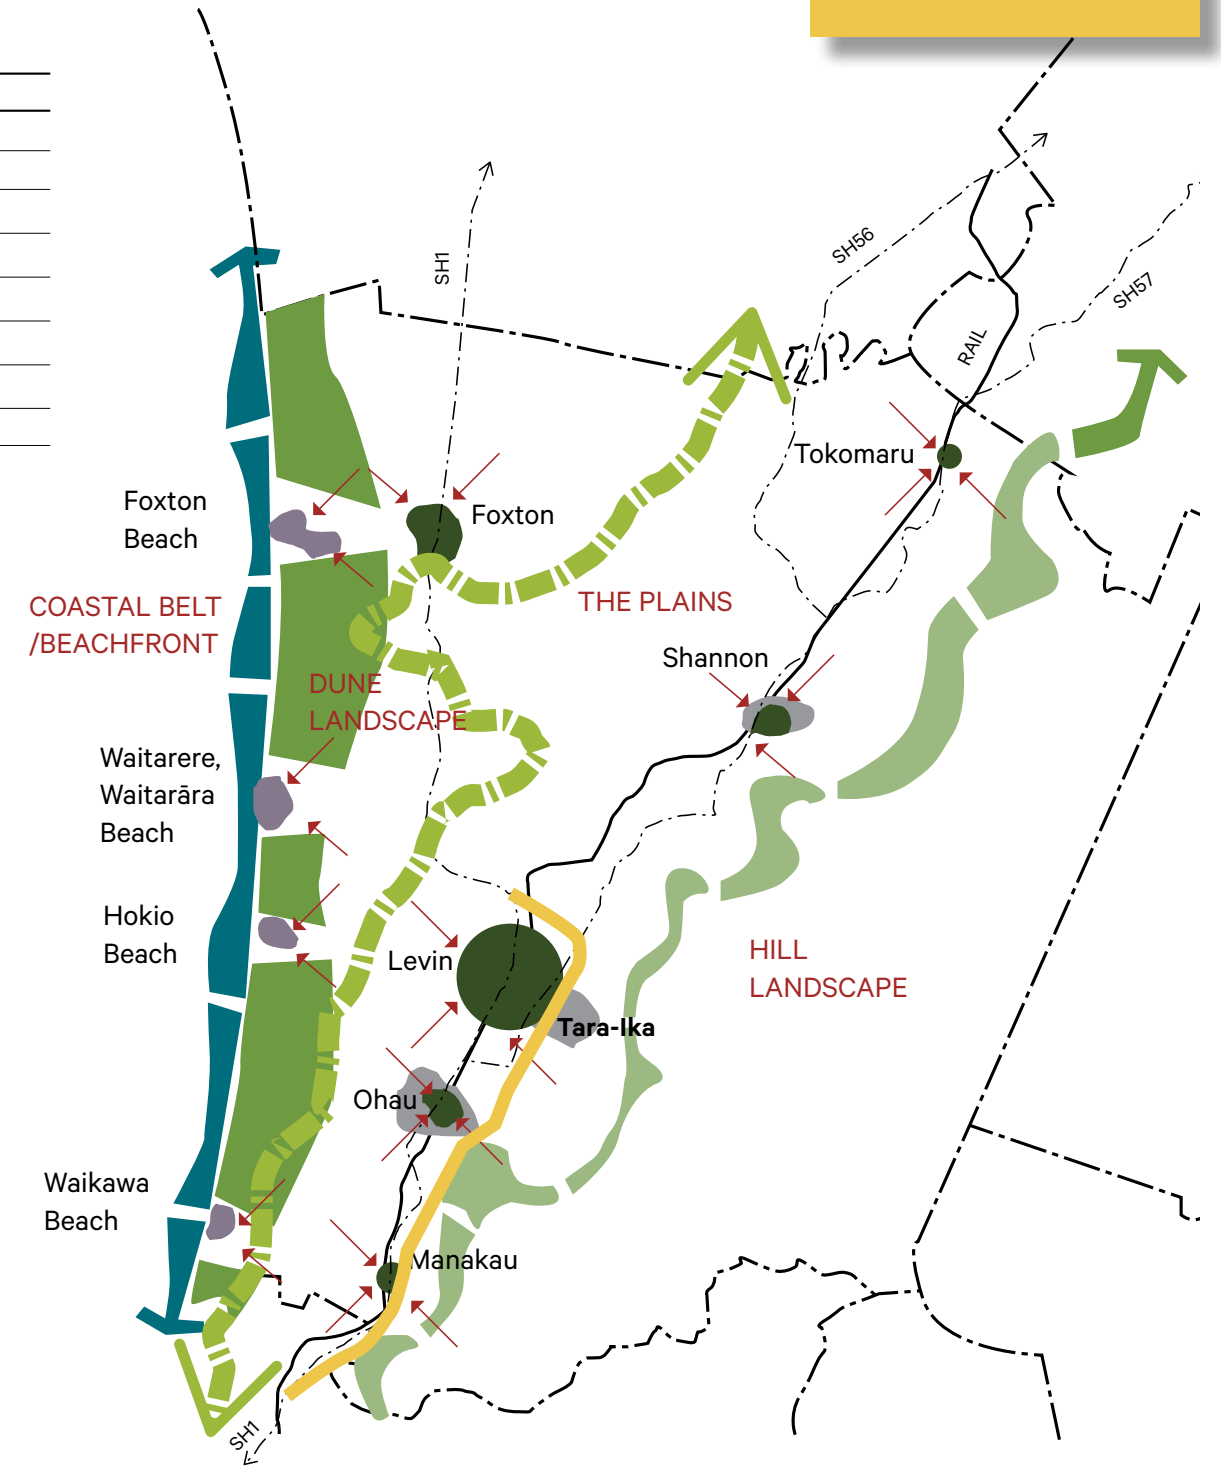 SH1
SH56
SH57
RAIL
Tokomaru
Foxton
Beach
Foxton
COASTAL BELT
/BEACHFRONT
THE PLAINS
Shannon
DUNE
LANDSCAPE
Waitarere,
Waitarāra
Beach
Hokio
Beach
Levin
HILL
LANDSCAPE
Tara-Ika
Ohau
Waikawa
Beach
Manakau
SH1